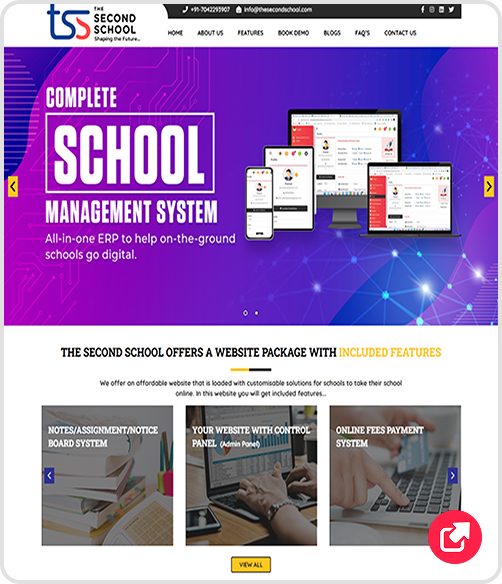 tss THE SECOND SCHOOL
Shaping the Future...
+91-7042293907 info@thesecondschool.com
HOME ABOUT US FEATURES BOOK DEMO BLOGS FAQ'S CONTACT US
COMPLETE
SCHOOL
MANAGEMENT SYSTEM
All-in-one ERP to help on-the-ground
schools go digital.
THE SECOND SCHOOL OFFERS A WEBSITE PACKAGE WITH INCLUDED FEATURES
We offer an affordable website that is loaded with customisable solutions for schools to take their school
online. In this website you will get included features...
NOTES/ASSIGNMENT/NOTICE
BOARD SYSTEM
YOUR WEBSITE WITH CONTROL
PANEL (Admin Panel)
ONLINE FEES PAYMENT
SYSTEM
VIEW ALL